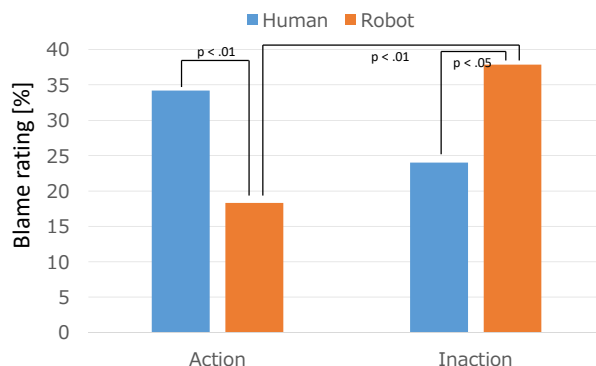 Human Robot
Blame rating [%]
40
35
30
25
20
15
10
5
0
p < .01
p < .01
p < .05
Action Inaction